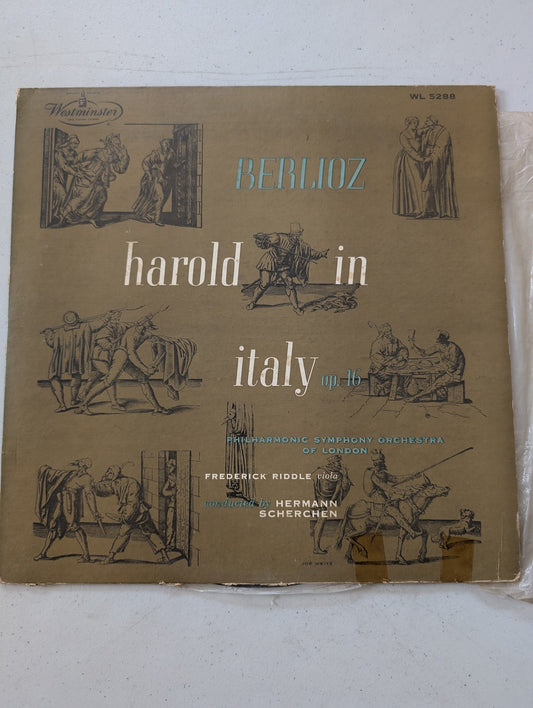 Westminster
WL 5288
BERLIOZ
harold in
italy op. 16
PHILHARMONIC SYMPHONY ORCHESTRA
OF LONDON
FREDERICK RIDDLE viola
conducted by HERMANN
SCHERCHEN